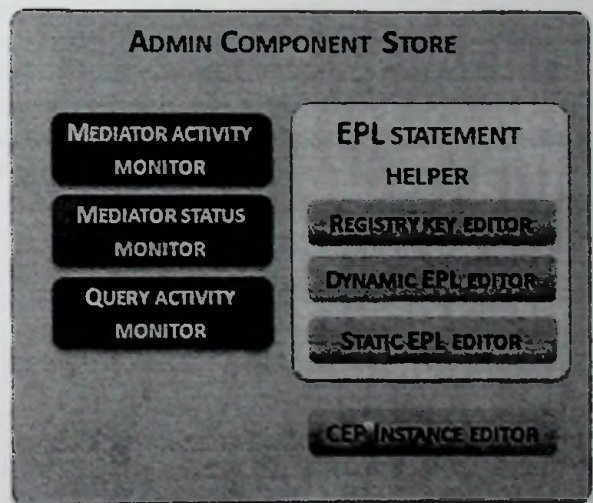 ADMIN COMPONENT STORE
MEDIATOR ACTIVITY
MONITOR
MEDIATOR STATUS
MONITOR
QUERY ACTIVITY
MONITOR
EPL STATEMENT
HELPER
REGISTRY KEY EDITOR
DYNAMIC EPL EDITOR
STATIC EPL EDITOR
CEP INSTANCE EDITOR